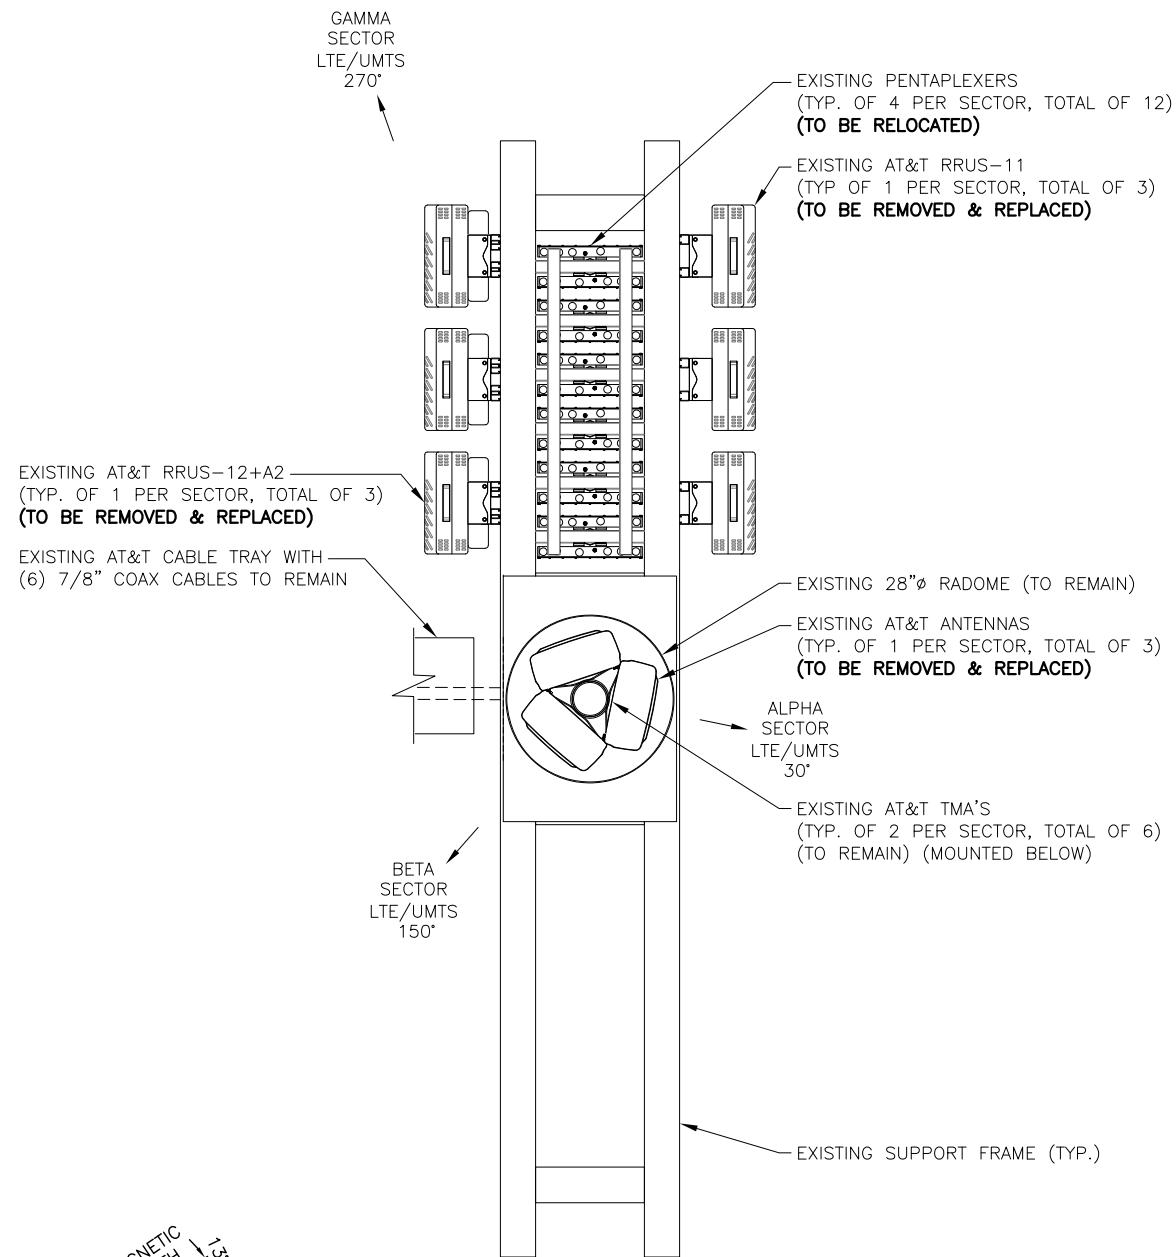 GAMMA
SECTOR
LTE/UMTS
270°
EXISTING PENTAPLEXERS
(TYP. OF 4 PER SECTOR, TOTAL OF 12)
(TO BE RELOCATED)
EXISTING AT&T RRUS-11
(TYP OF 1 PER SECTOR, TOTAL OF 3)
(TO BE REMOVED & REPLACED)
EXISTING AT&T RRUS-12+A2
(TYP. OF 1 PER SECTOR, TOTAL OF 3)
(TO BE REMOVED & REPLACED)
EXISTING AT&T CABLE TRAY WITH
(6) 7/8" COAX CABLES TO REMAIN
EXISTING 28"ø RADOME (TO REMAIN)
EXISTING AT&T ANTENNAS
(TYP. OF 1 PER SECTOR, TOTAL OF 3)
(TO BE REMOVED & REPLACED)
ALPHA
SECTOR
LTE/UMTS
30°
EXISTING AT&T TMA'S
(TYP. OF 2 PER SECTOR, TOTAL OF 6)
(TO REMAIN) (MOUNTED BELOW)
BETA
SECTOR
LTE/UMTS
150°
EXISTING SUPPORT FRAME (TYP.)